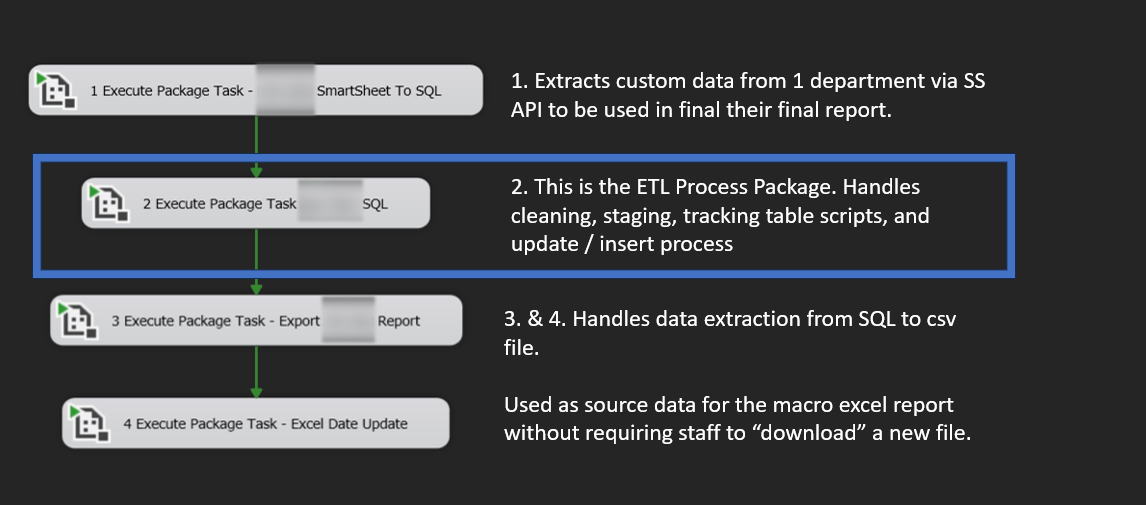 1 Execute Package Task - SmartSheet To SQL
1. Extracts custom data from 1 department via SS
API to be used in final their final report.
2 Execute Package Task SQL
2. This is the ETL Process Package. Handles
cleaning, staging, tracking table scripts, and
update / insert process
3 Execute Package Task - Export Report
3. & 4. Handles data extraction from SQL to csv
file.
4 Execute Package Task - Excel Date Update
Used as source data for the macro excel report
without requiring staff to “download” a new file.